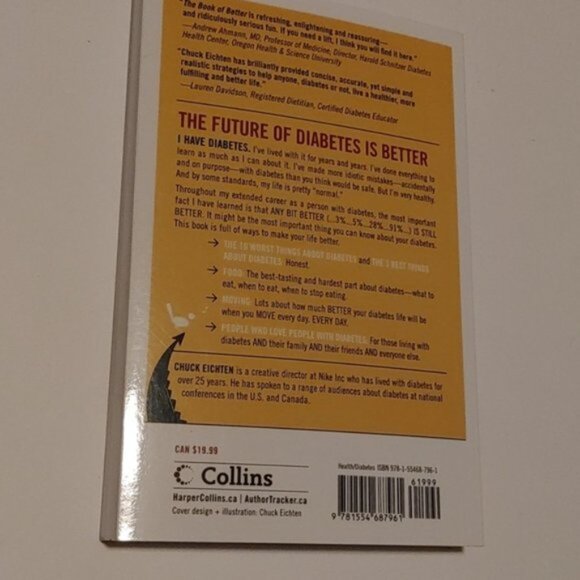 "The Book of Better is refreshing, enlightening and reassuring—
and ridiculously serious fun. If you need a lift, I think you will find it here."
—Andrew Ahmann, MD, Professor of Medicine, Director, Harold Schnitzer Diabetes
Health Center, Oregon Health & Science University
"Chuck Eichten has brilliantly provided concise, accurate, yet simple and
realistic strategies to help anyone, diabetes or not, live a healthier, more
fulfilling and better life."
—Lauren Davidson, Registered Dietitian, Certified Diabetes Educator
THE FUTURE OF DIABETES IS BETTER
I HAVE DIABETES. I've lived with it for years and years. I've done everything to
learn as much as I can about it. I've made more idiotic mistakes—accidentally
and on purpose—with diabetes than you think would be safe. But I'm very healthy.
And by some standards, my life is pretty "normal."
Throughout my extended career as a person with diabetes, the most important
fact I have learned is that ANY BIT BETTER (...3%...5%...28%...91%...) IS STILL
BETTER. It might be the most important thing you can know about your diabetes.
This book is full of ways to make your life better.
→ THE 16 WORST THINGS ABOUT DIABETES and THE 3 BEST THINGS
ABOUT DIABETES. Honest.
→ FOOD: The best-tasting and hardest part about diabetes—what to
eat, when to eat, when to stop eating.
→ MOVING: Lots about how much BETTER your diabetes life will be
when you MOVE every day. EVERY DAY.
→ PEOPLE WHO LOVE PEOPLE WITH DIABETES: For those living with
diabetes AND their family AND their friends AND everyone else.
CHUCK EICHTEN is a creative director at Nike Inc who has lived with diabetes for
over 25 years. He has spoken to a range of audiences about diabetes at national
conferences in the U.S. and Canada.
CAN $19.99
Collins
HarperCollins.ca | AuthorTracker.ca
Cover design + illustration: Chuck Eichten
Health/Diabetes ISBN 978-1-55468-796-1
61999
9 781554 687961